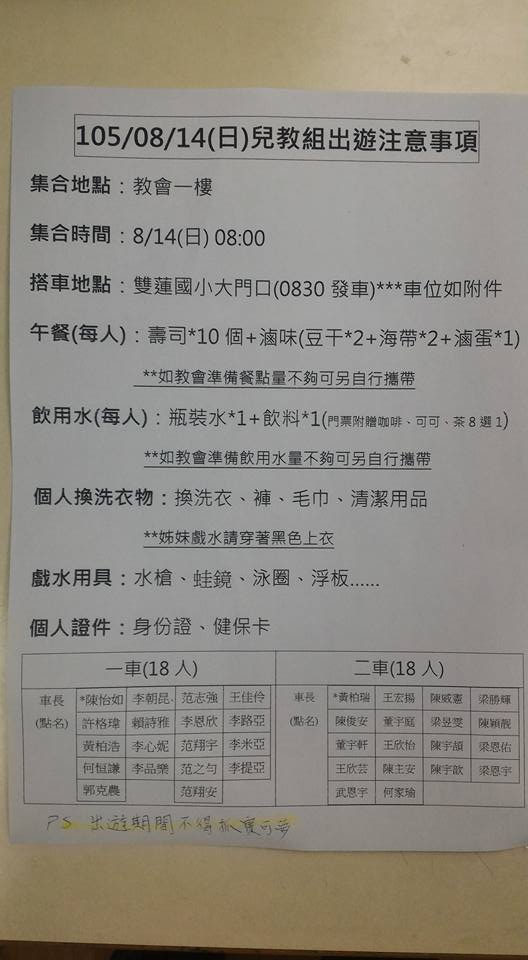 105/08/14(日)兒教組出遊注意事項
集合地點：教會一樓
集合時間：8/14(日) 08:00
搭車地點：雙蓮國小大門口(0830 發車)***車位如附件
午餐(每人)：壽司*10 個+滷味(豆干*2+海帶*2+滷蛋*1)
**如教會準備餐點量不夠可另自行攜帶
飲用水(每人)：瓶裝水*1+飲料*1(門票附贈咖啡、可可、茶 8 選 1)
**如教會準備飲用水量不夠可另自行攜帶
個人換洗衣物：換洗衣、褲、毛巾、清潔用品
**姊妹戲水請穿著黑色上衣
戲水用具：水槍、蛙鏡、泳圈、浮板……
個人證件：身份證、健保卡
一車(18 人) 二車(18 人)
車長 *陳怡如 李朝昆 范志強 王佳伶 車長 *黃柏瑞 王宏揚 陳威憲 梁勝輝
(點名) 許格瑋 賴詩雅 李恩欣 李路亞 (點名) 陳俊安 董宇庭 梁昱雯 陳穎靚
黃柏浩 李心妮 范翔宇 李米亞 董宇軒 王欣怡 陳宇頡 梁恩佑
何恒謙 李品樂 范之勻 李提亞 王欣芸 陳主安 陳宇歆 梁恩宇
郭克農 范翔安 武恩宇 何家瑜
PS 出遊期間不得抓寶可夢